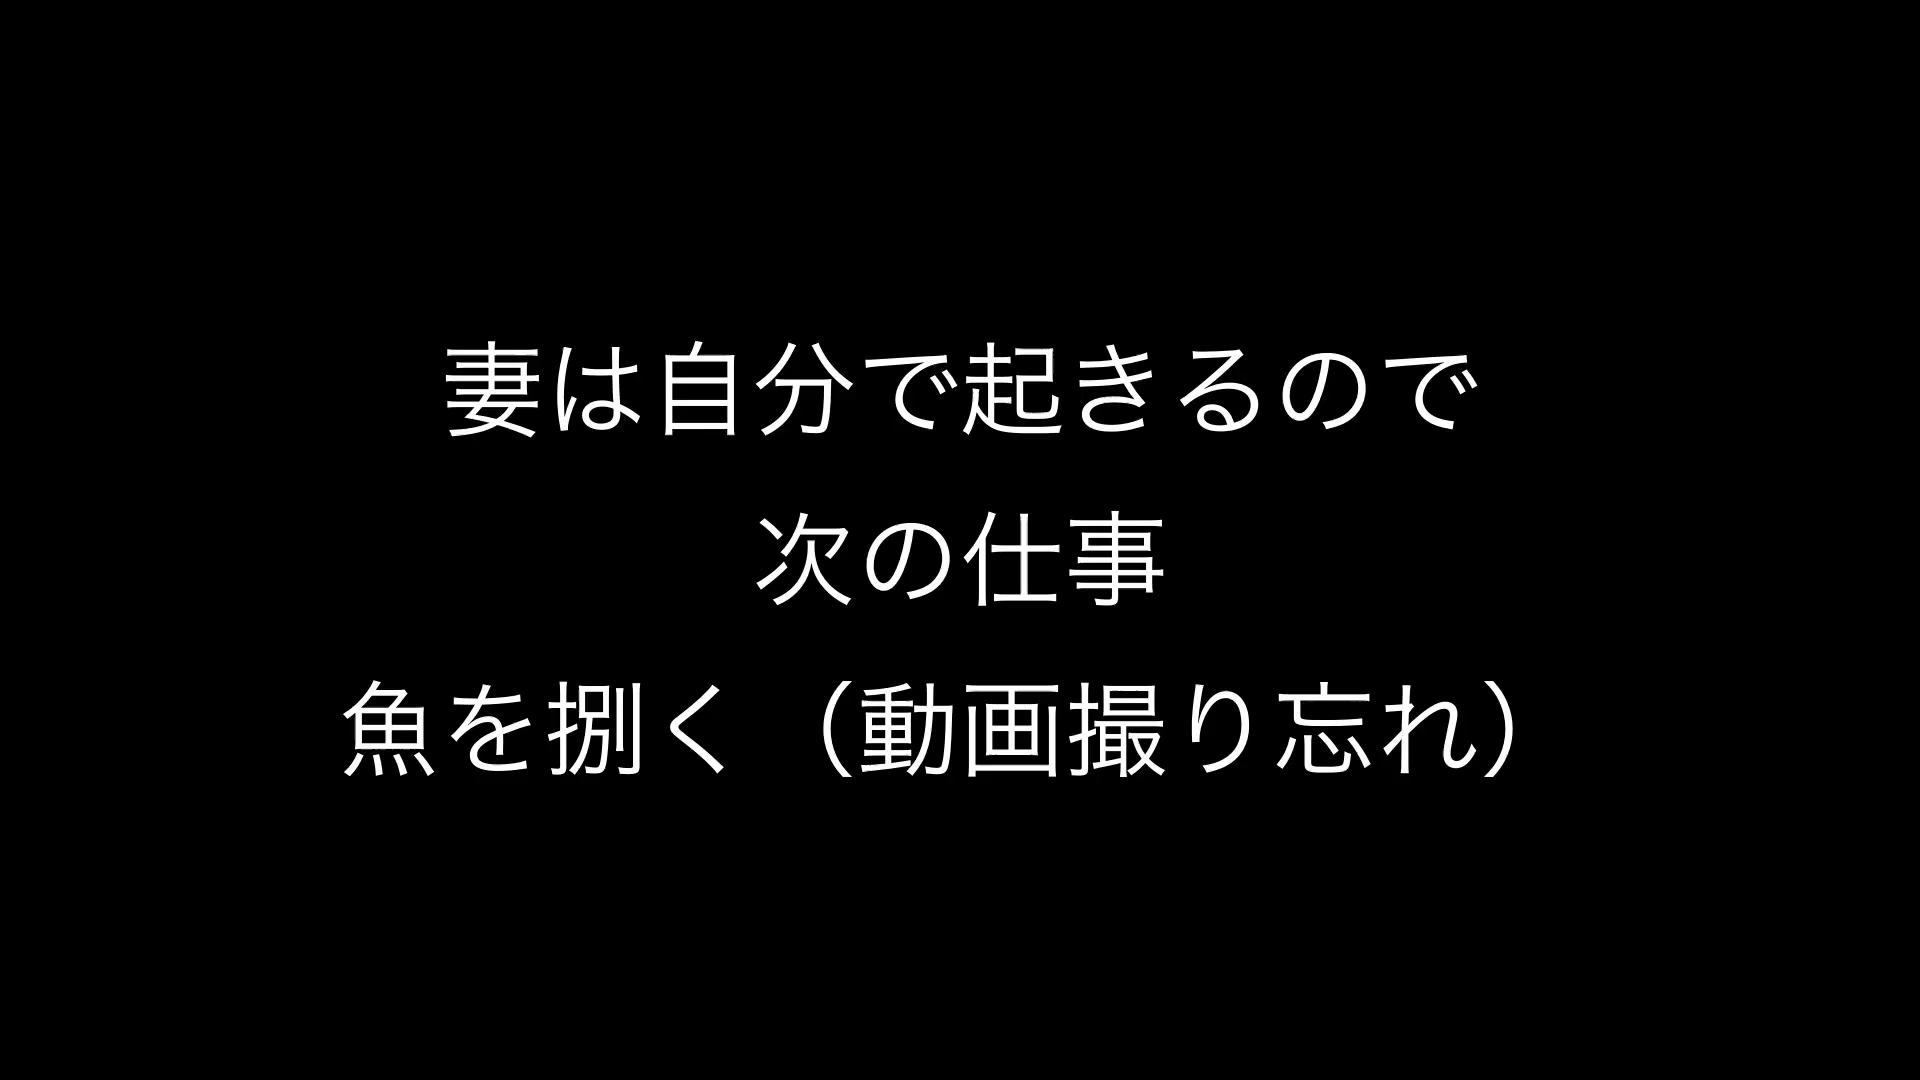 妻は自分で起きるので
次の仕事
魚を捌く（動画撮り忘れ）